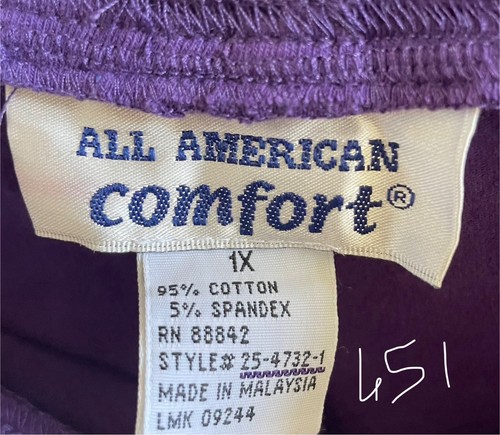 ALL AMERICAN
comfort®
1X
95% COTTON
5% SPANDEX
RN 88842
STYLE# 25-4732-1
MADE IN MALAYSIA
LMK 09244
651